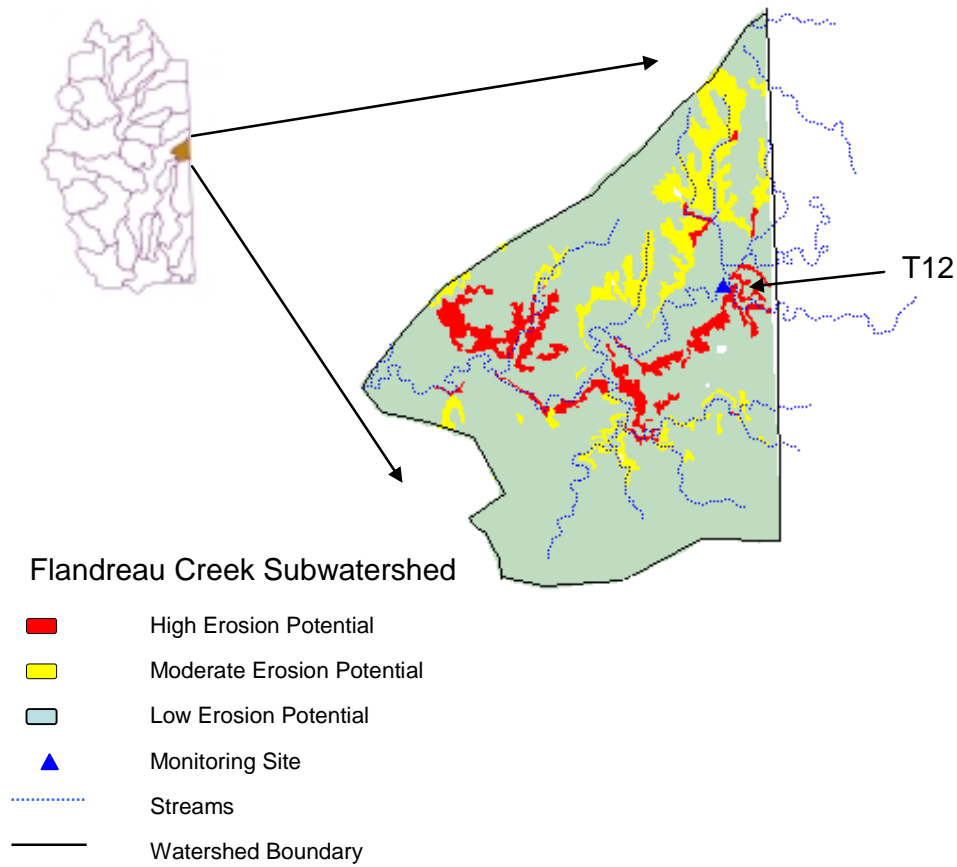 T12
Flandreau Creek Subwatershed
High Erosion Potential
Moderate Erosion Potential
Low Erosion Potential
Monitoring Site
Streams
Watershed Boundary